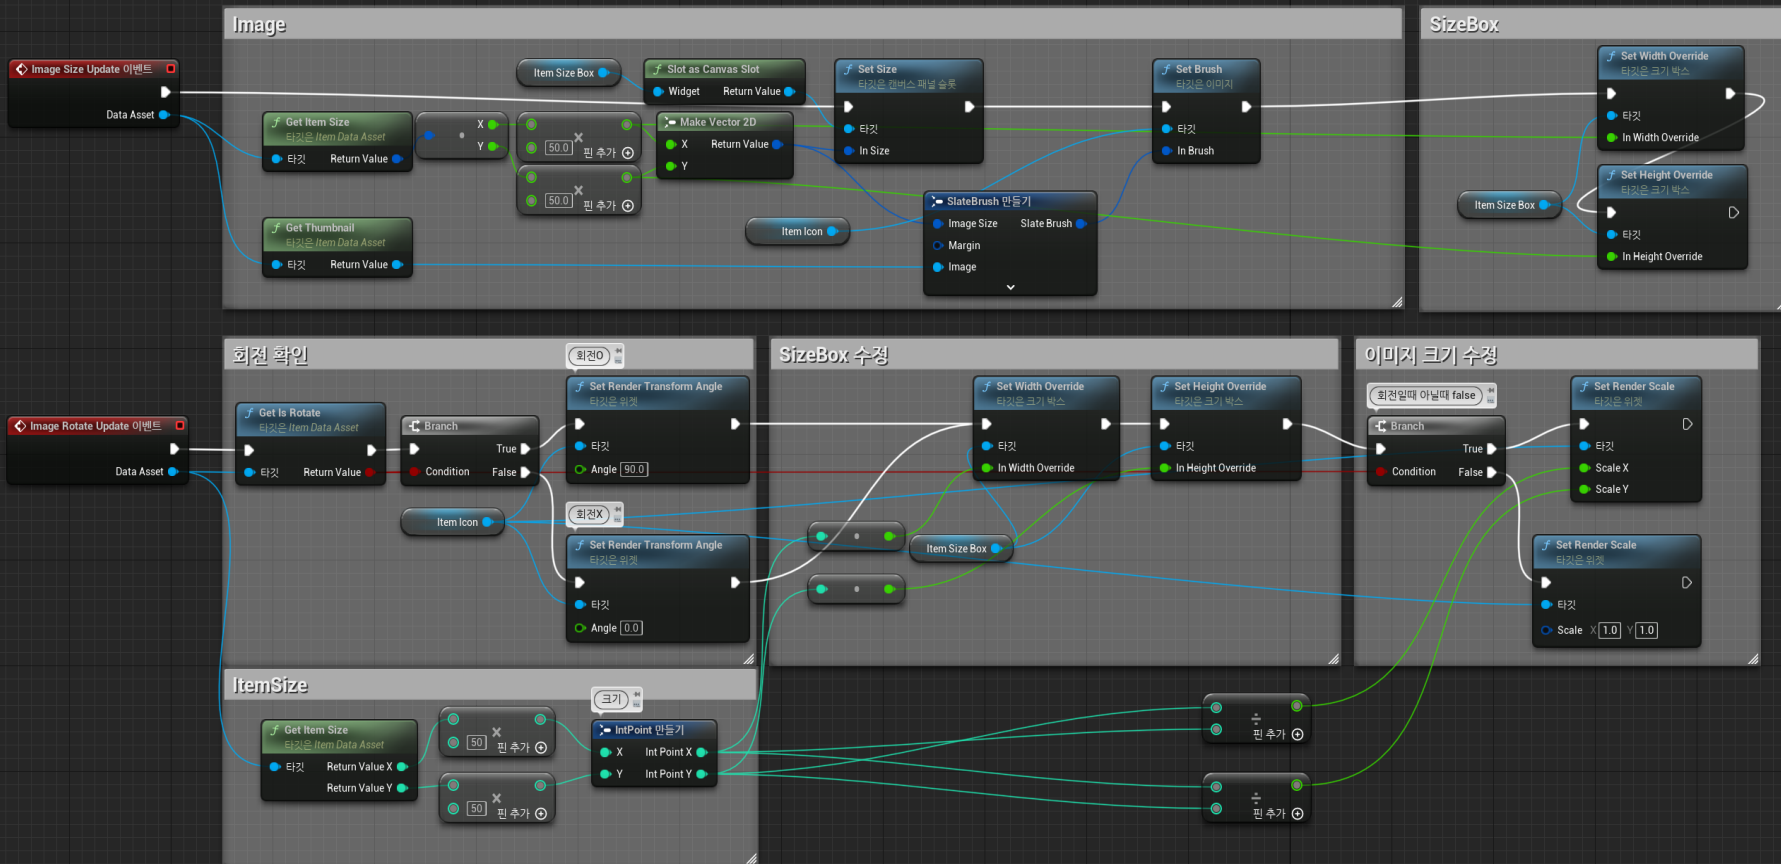 Image
SizeBox
Image Size Update 이벤트
Data Asset
Get Item Size
타깃은 Item Data Asset
타깃
Return Value
X
Y
50.0
핀 추가
50.0
핀 추가
Item Size Box
Slot as Canvas Slot
Widget
Return Value
Make Vector 2D
X
Return Value
Y
Set Size
타깃은 캔버스 패널 슬롯
타깃
In Size
Set Brush
타깃은 이미지
타깃
In Brush
Get Thumbnail
타깃은 Item Data Asset
타깃
Return Value
Item Icon
SlateBrush 만들기
Image Size
Slate Brush
Margin
Image
Set Width Override
타깃은 크기 박스
타깃
In Width Override
Item Size Box
Set Height Override
타깃은 크기 박스
타깃
In Height Override
회전 확인
SizeBox 수정
이미지 크기 수정
Image Rotate Update 이벤트
Data Asset
Get Is Rotate
타깃은 Item Data Asset
타깃
Return Value
Branch
True
Condition
False
Item Icon
회전O
Set Render Transform Angle
타깃은 위젯
타깃
Angle 90.0
회전X
Set Render Transform Angle
타깃은 위젯
타깃
Angle 0.0
Set Width Override
타깃은 크기 박스
타깃
In Width Override
Set Height Override
타깃은 크기 박스
타깃
In Height Override
Item Size Box
회전일때 아닐때 false
Branch
True
Condition
False
Set Render Scale
타깃은 위젯
타깃
Scale X
Scale Y
Set Render Scale
타깃은 위젯
타깃
Scale X 1.0 Y 1.0
ItemSize
Get Item Size
타깃은 Item Data Asset
타깃
Return Value X
Return Value Y
50
핀 추가
50
핀 추가
크기
IntPoint 만들기
X
Int Point X
Y
Int Point Y
핀 추가
핀 추가